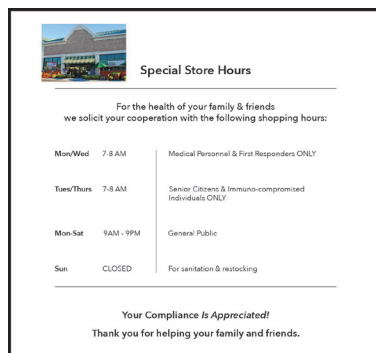 Special Store Hours
For the health of your family & friends
we solicit your cooperation with the following shopping hours:
Mon/Wed 7-8 AM Medical Personnel & First Responders ONLY
Tues/Thurs 7-8 AM Senior Citizens & Immuno-compromised
Individuals ONLY
Mon-Sat 9AM - 9PM General Public
Sun CLOSED For sanitation & restocking
Your Compliance Is Appreciated!
Thank you for helping your family and friends.